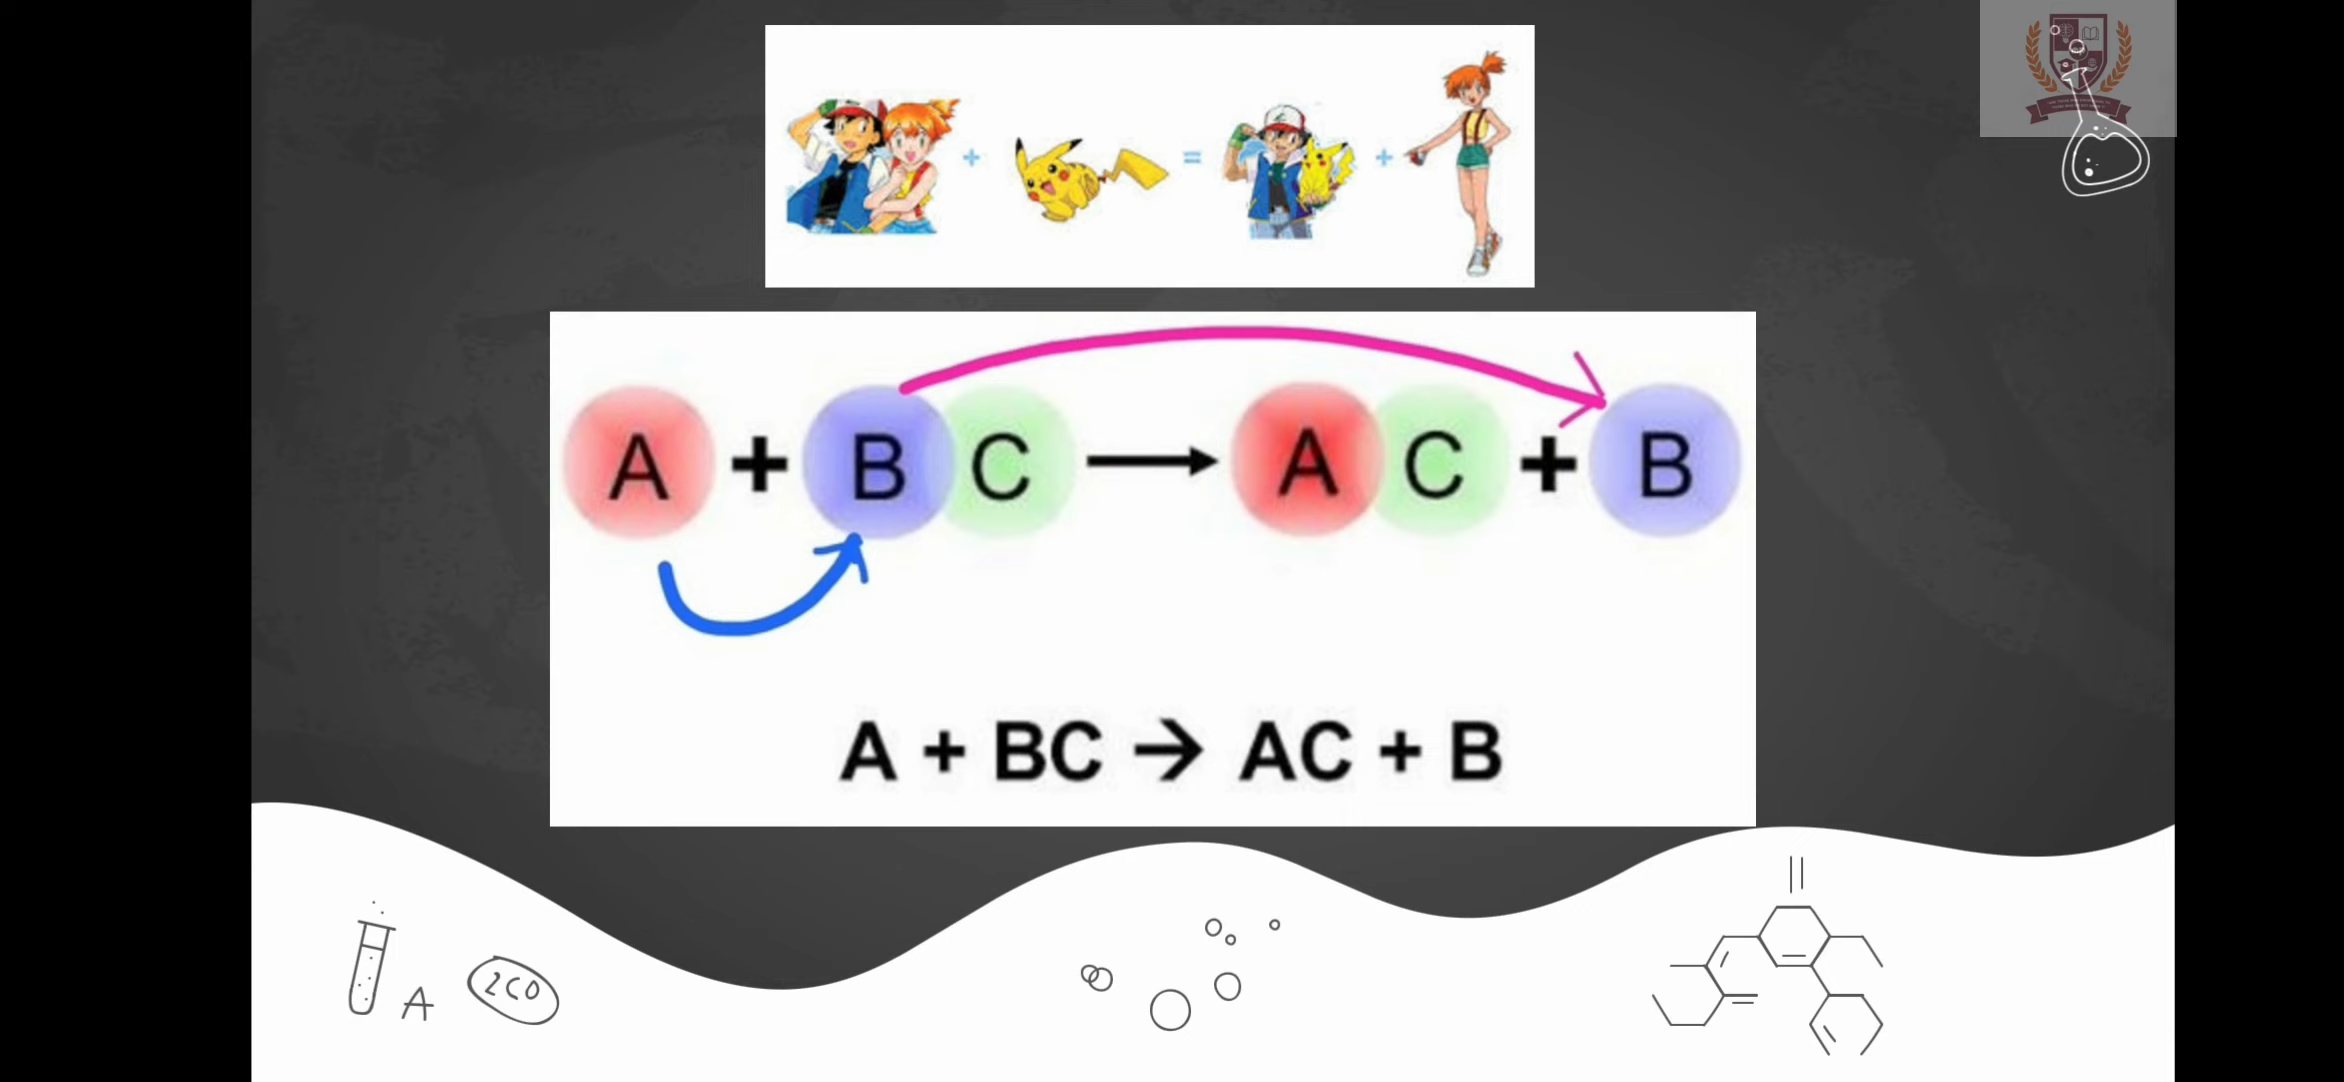 + = +
A + B C → A C + B
A + BC → AC + B
A 2CO